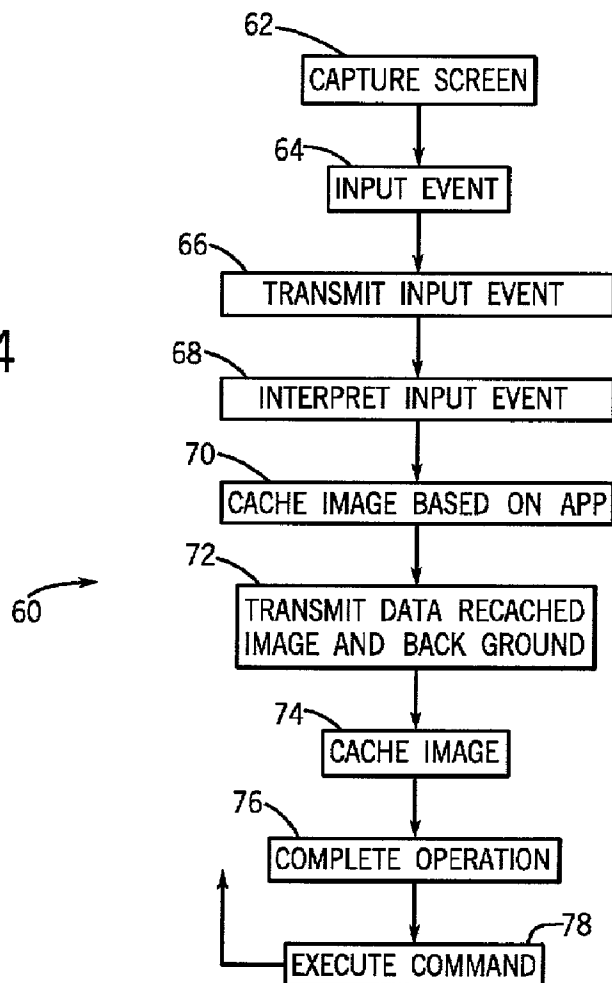 62
CAPTURE SCREEN
64
INPUT EVENT
66
TRANSMIT INPUT EVENT
4
68
INTERPRET INPUT EVENT
70
CACHE IMAGE BASED ON APP
72
60
TRANSMIT DATA RECACHED
IMAGE AND BACK GROUND
74
CACHE IMAGE
76
COMPLETE OPERATION
78
EXECUTE COMMAND